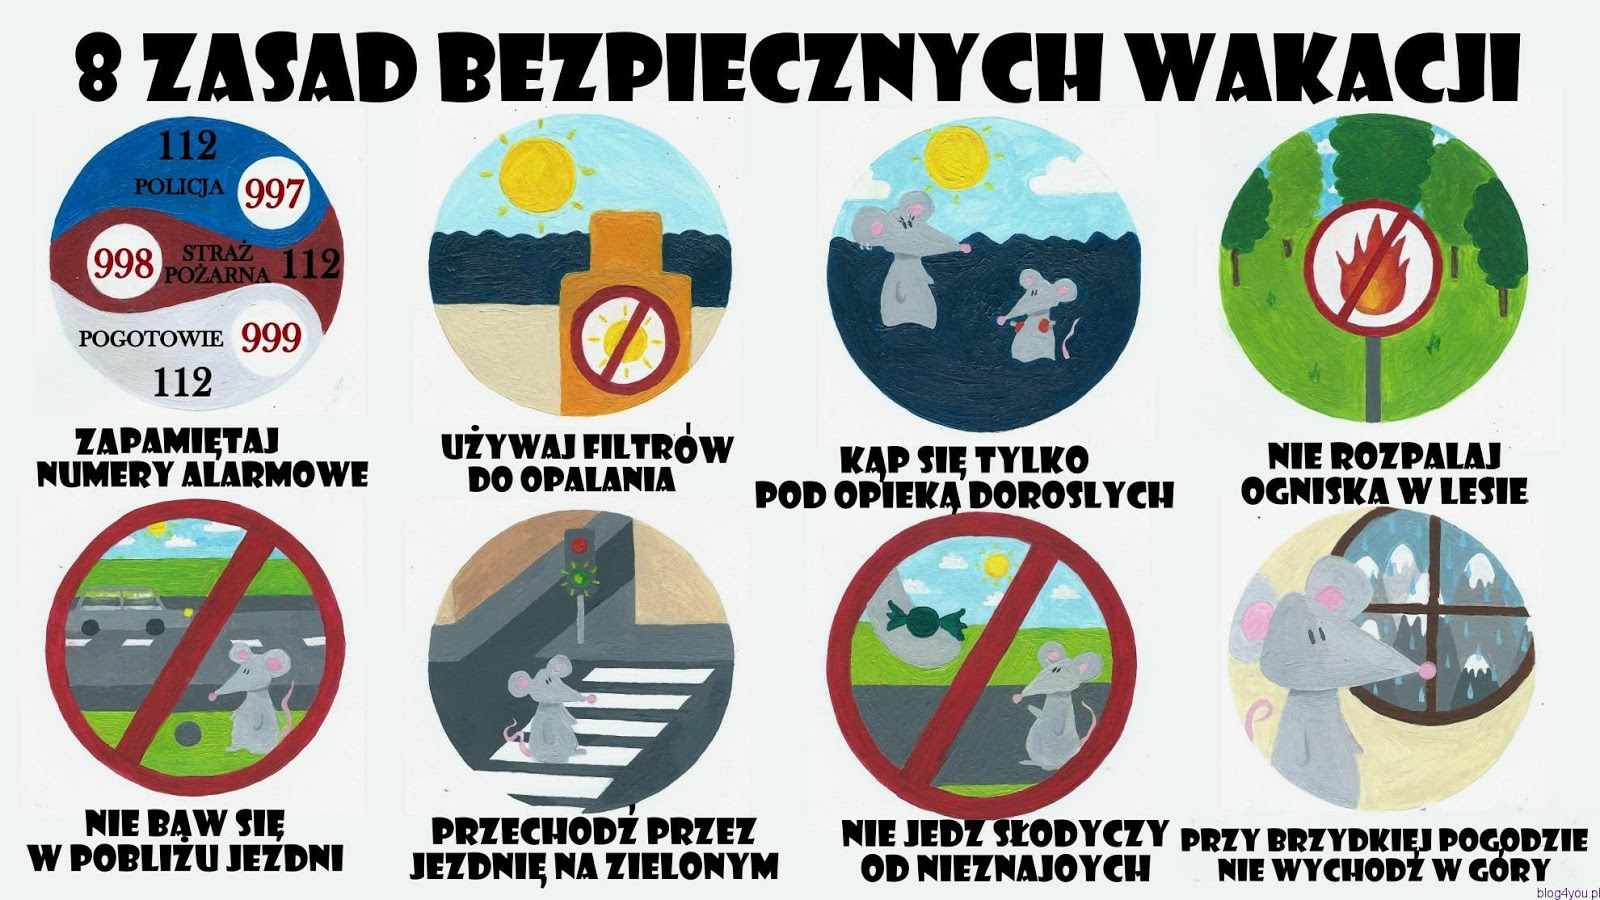 8 ZASAD BEZPIECZNYCH WAKACJI
112
POLICJA 997
998 STRAŻ POŻARNA 112
POGOTOWIE 999
112
ZAPAMIĘTAJ
NUMERY ALARMOWE
UŻYWAJ FILTRÓW
DO OPALANIA
KĄP SIĘ TYLKO
POD OPIEKĄ DOROSLYCH
NIE ROZPALAJ
OGNISKA W LESIE
NIE BĄW SIĘ
W POBLIŻU JEZDNI
PRZECHODŹ PRZEZ
JEZDNIĘ NA ZIELONYM
NIE JEDZ SŁODYCZY
OD NIEZNAJOYCH
PRZY BRZYDKIĘJ POGODZIE
NIE WYCHODŹ W GÓRY
blog4you.pl